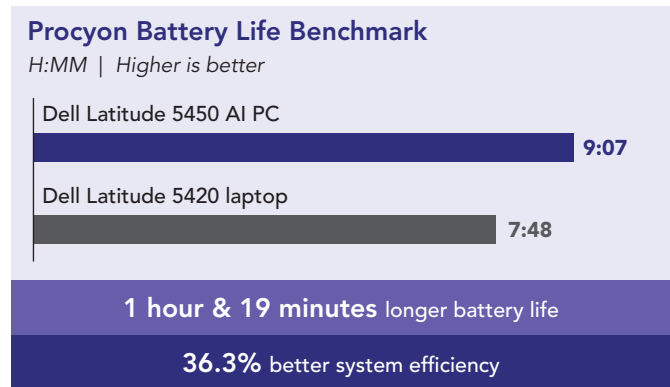 Procyon Battery Life Benchmark
H:MM | Higher is better
Dell Latitude 5450 AI PC
9:07
Dell Latitude 5420 laptop
7:48
1 hour & 19 minutes longer battery life
36.3% better system efficiency